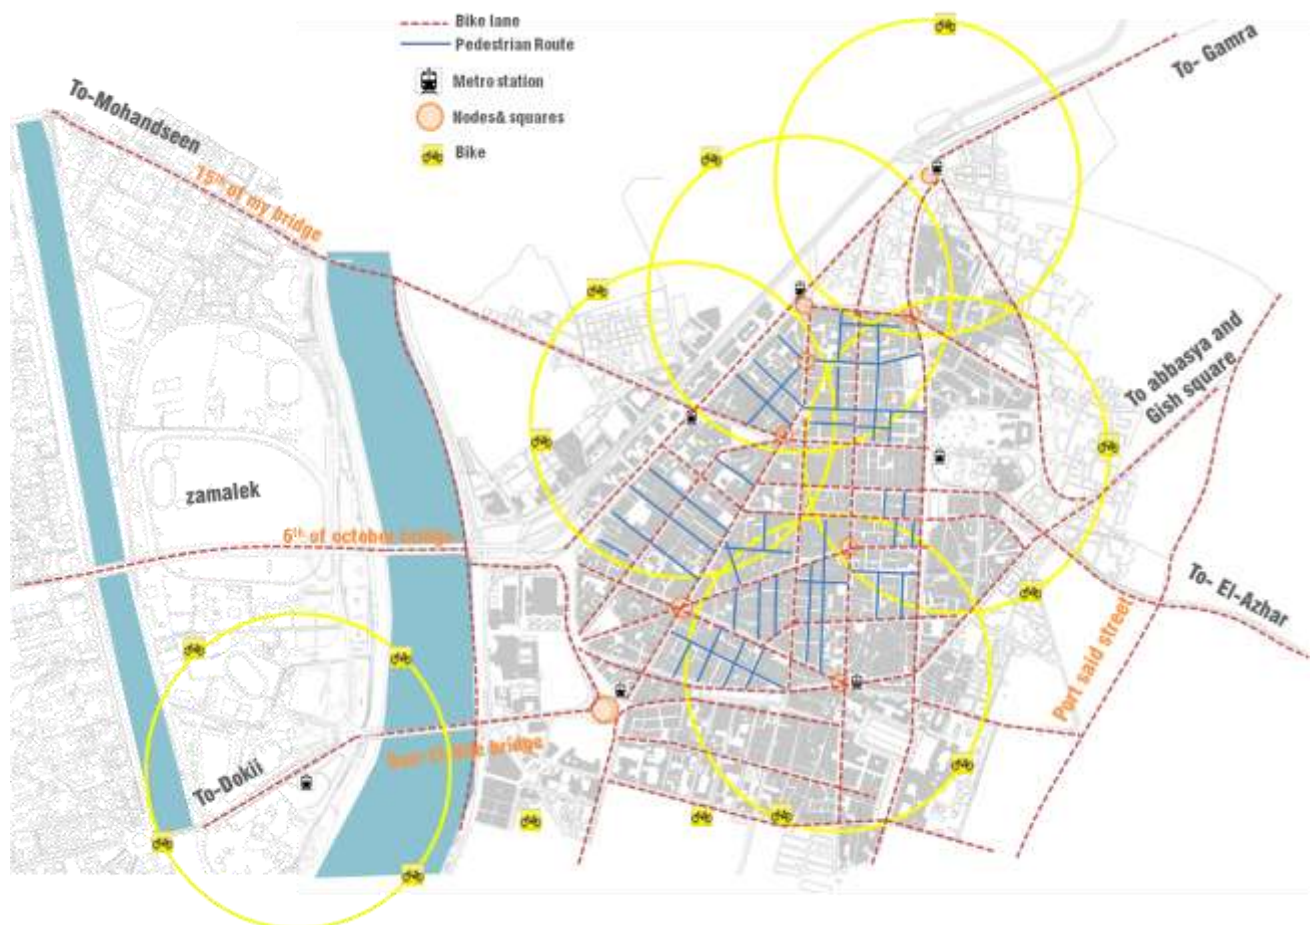 Bike lane
Pedestrian Route
Metro station
Nodes& squares
Bike
To- Gamra
To-Mohandseen
15th of my bridge
To abbasya and
Gish square
zamalek
6th of october bridge
To- El-Azhar
Port said street
To-Dokii
bridge